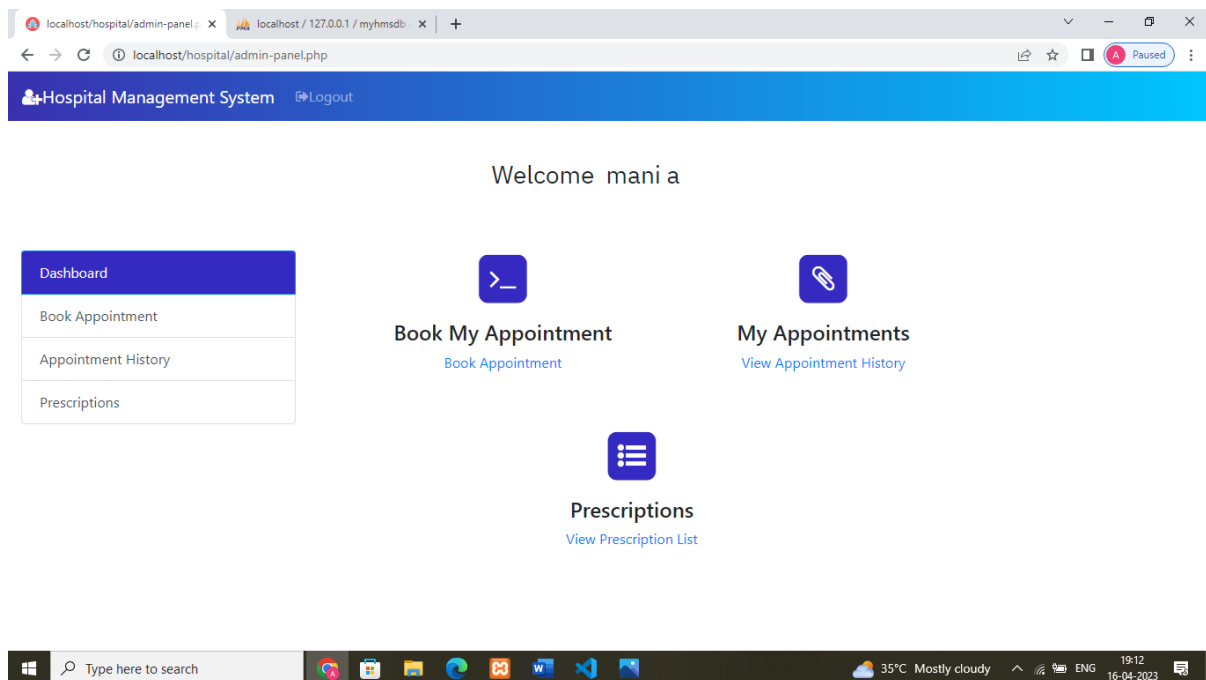 localhost/hospital/admin-panel.p
localhost / 127.0.0.1 / myhmsdb /
localhost/hospital/admin-panel.php
A Paused
Hospital Management System Logout
Welcome mani a
Dashboard
Book Appointment
Appointment History
Prescriptions
Book My Appointment
Book Appointment
My Appointments
View Appointment History
Prescriptions
View Prescription List
Type here to search
35°C Mostly cloudy
ENG
19:12
16-04-2023